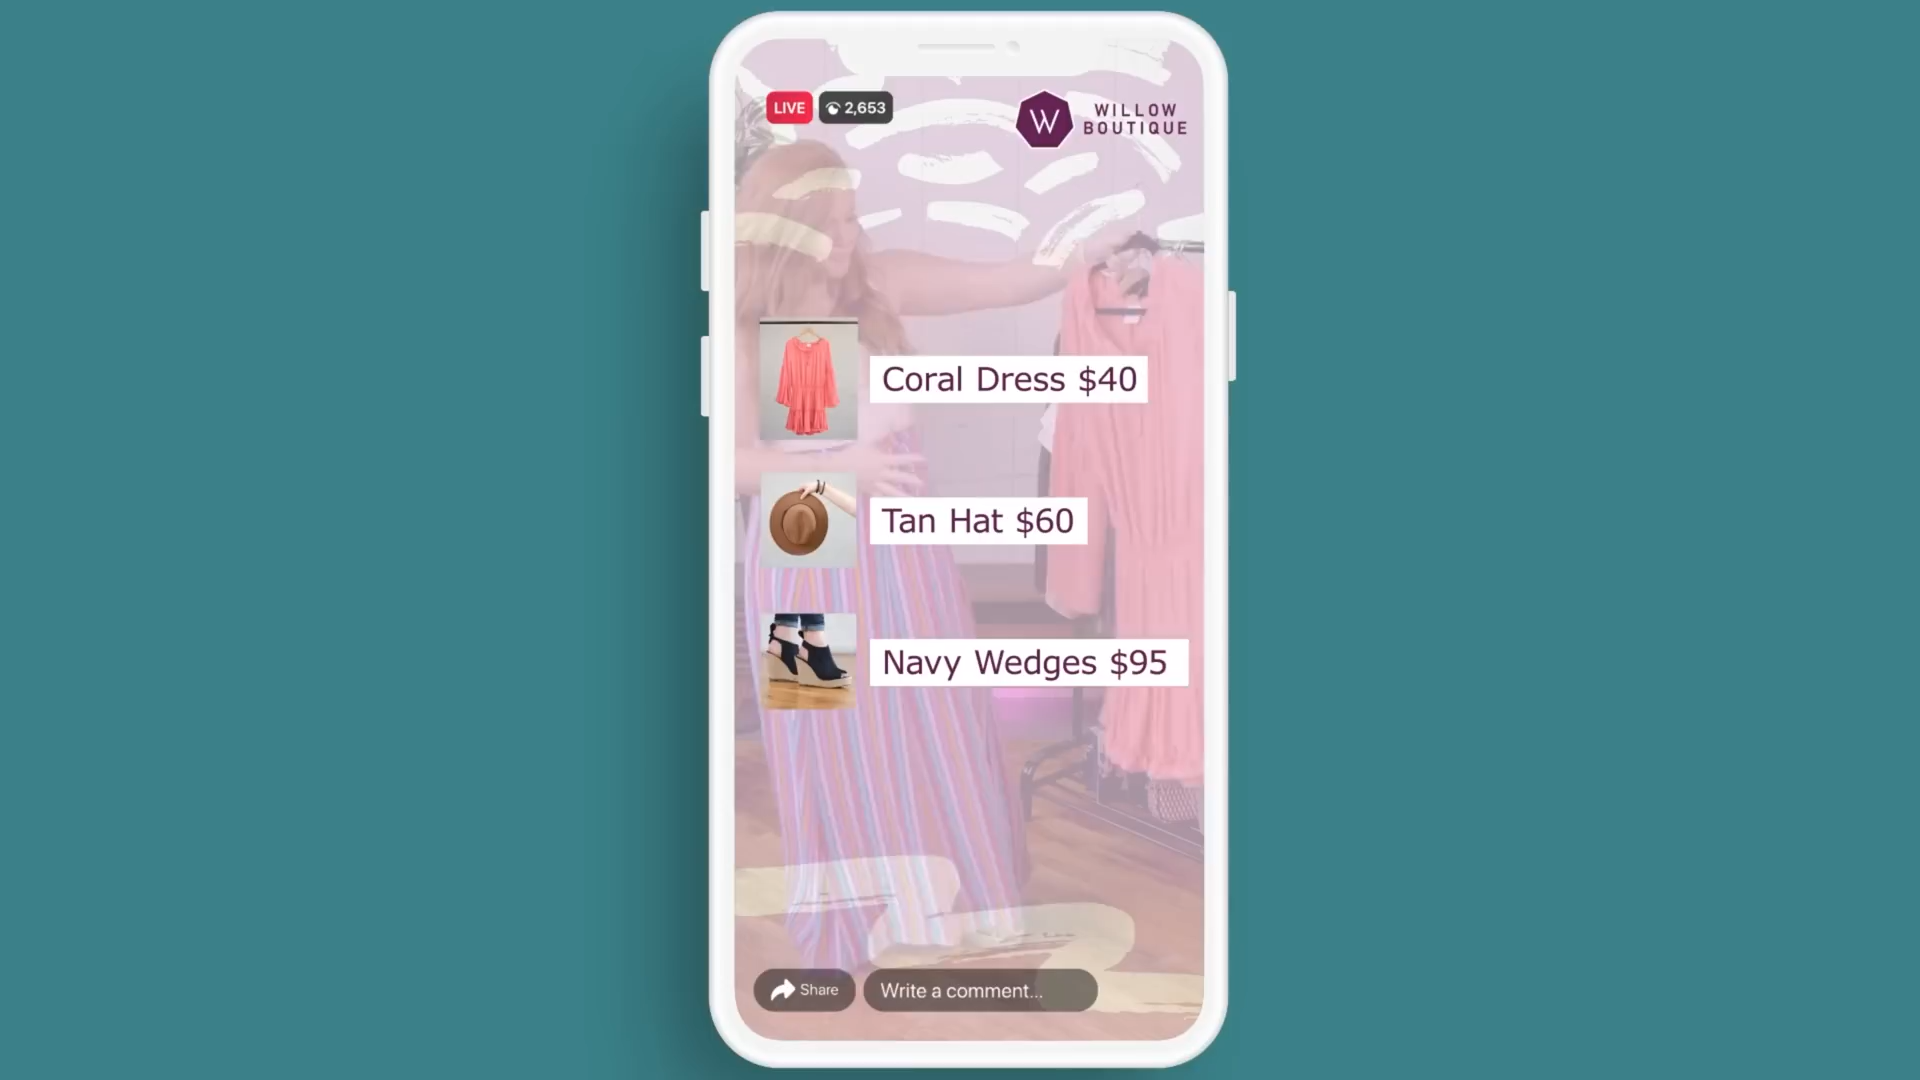 LIVE 2,653
W WILLOW
BOUTIQUE
Coral Dress $40
Tan Hat $60
Navy Wedges $95
Share Write a comment...